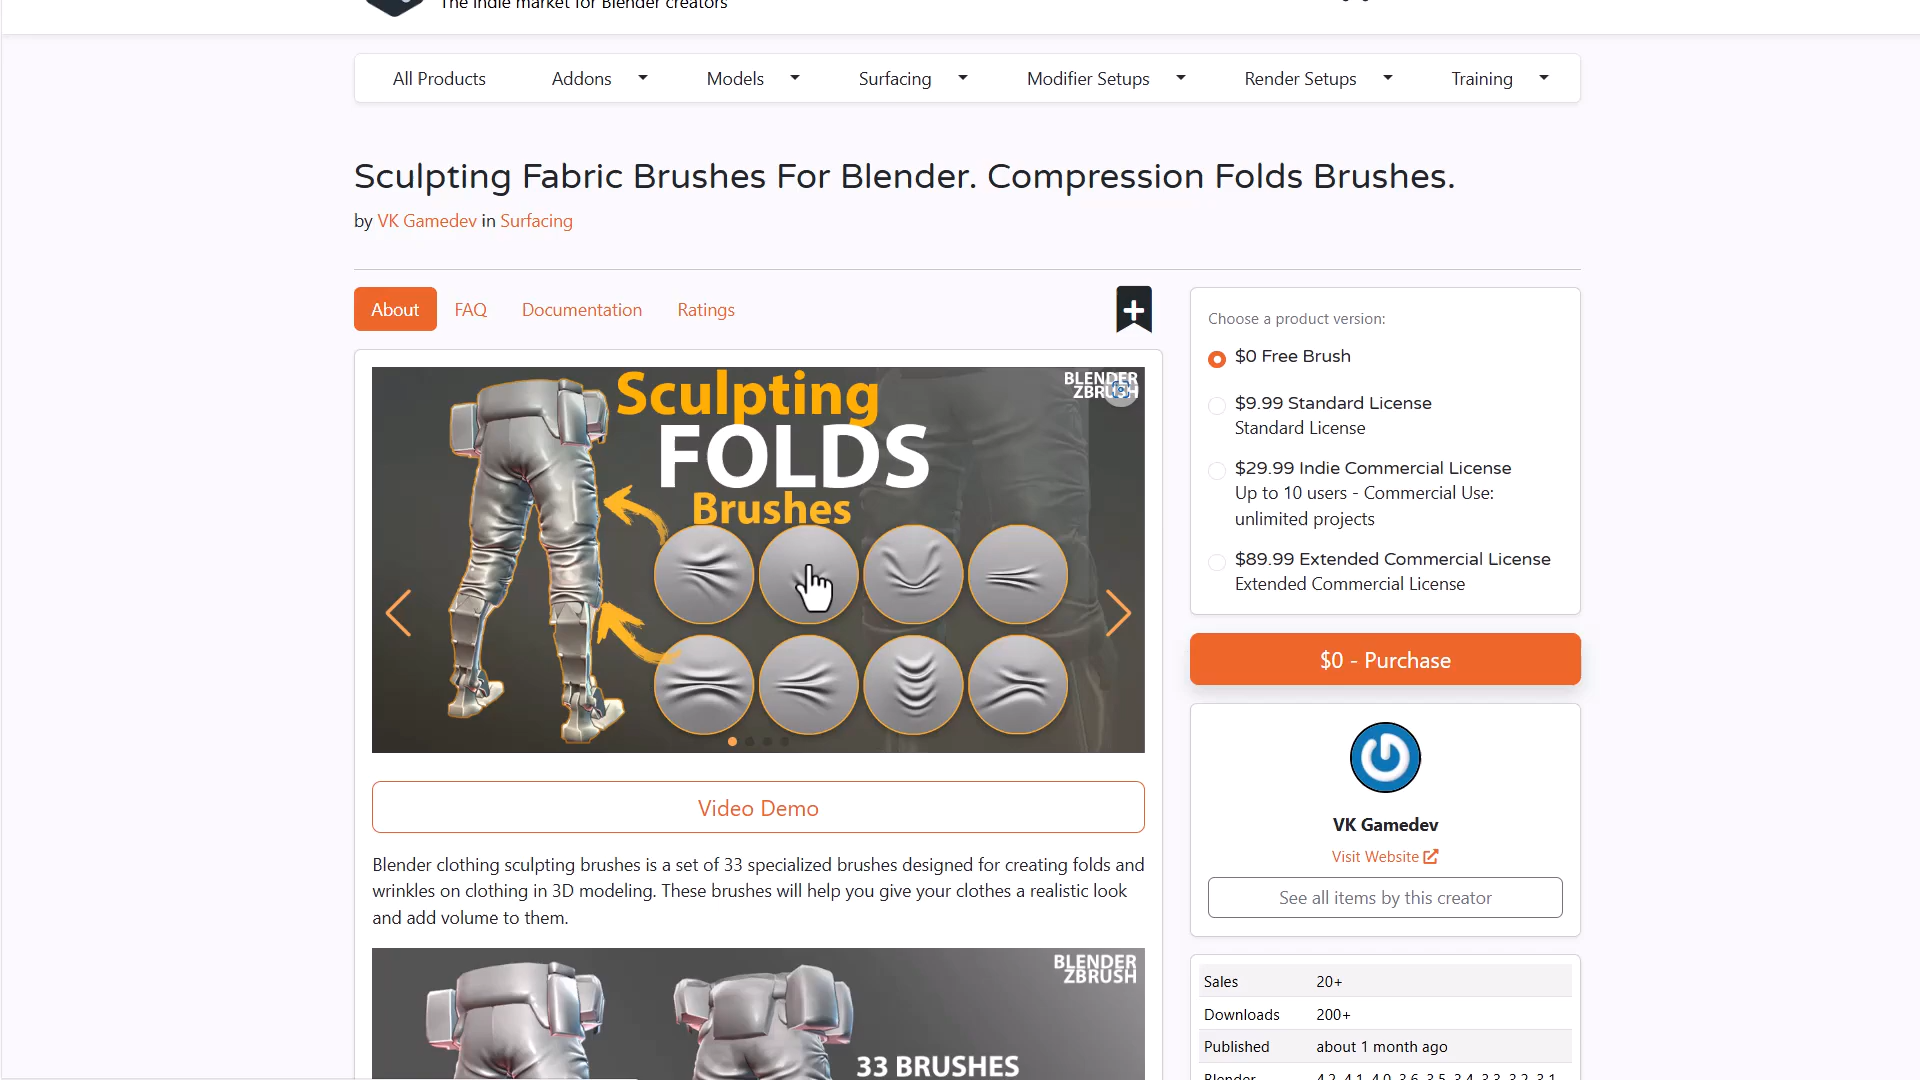 The indie market for Blender creators
All Products
Addons
Models
Surfacing
Modifier Setups
Render Setups
Training
Sculpting Fabric Brushes For Blender. Compression Folds Brushes.
by VK Gamedev in Surfacing
About
FAQ
Documentation
Ratings
Sculpting
FOLDS
Brushes
BLENDER
ZBRUSH
Video Demo
Blender clothing sculpting brushes is a set of 33 specialized brushes designed for creating folds and
wrinkles on clothing in 3D modeling. These brushes will help you give your clothes a realistic look
and add volume to them.
BLENDER
ZBRUSH
33 BRUSHES
Choose a product version:
$0 Free Brush
$9.99 Standard License
Standard License
$29.99 Indie Commercial License
Up to 10 users - Commercial Use:
unlimited projects
$89.99 Extended Commercial License
Extended Commercial License
$0 - Purchase
VK Gamedev
Visit Website
See all items by this creator
Sales 20+
Downloads 200+
Published about 1 month ago
Blender 4.2, 4.1, 4.0, 3.6, 3.5, 3.4, 3.3, 3.2, 3.1,